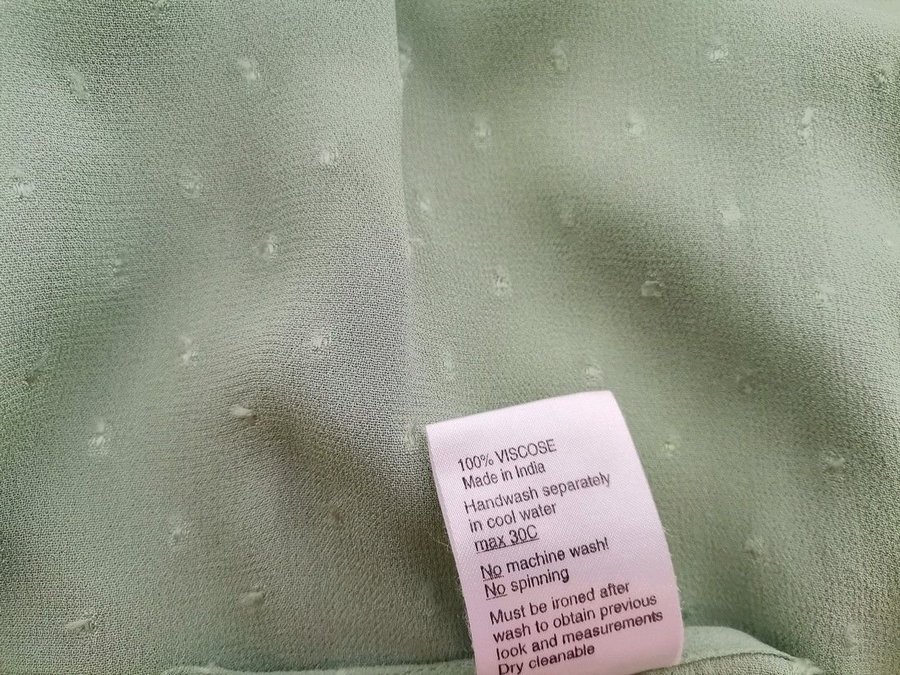 100% VISCOSE
Made in India
Handwash separately
in cool water
max 30C
No machine wash!
No spinning
Must be ironed after
wash to obtain previous
look and measurements
Dry cleanable